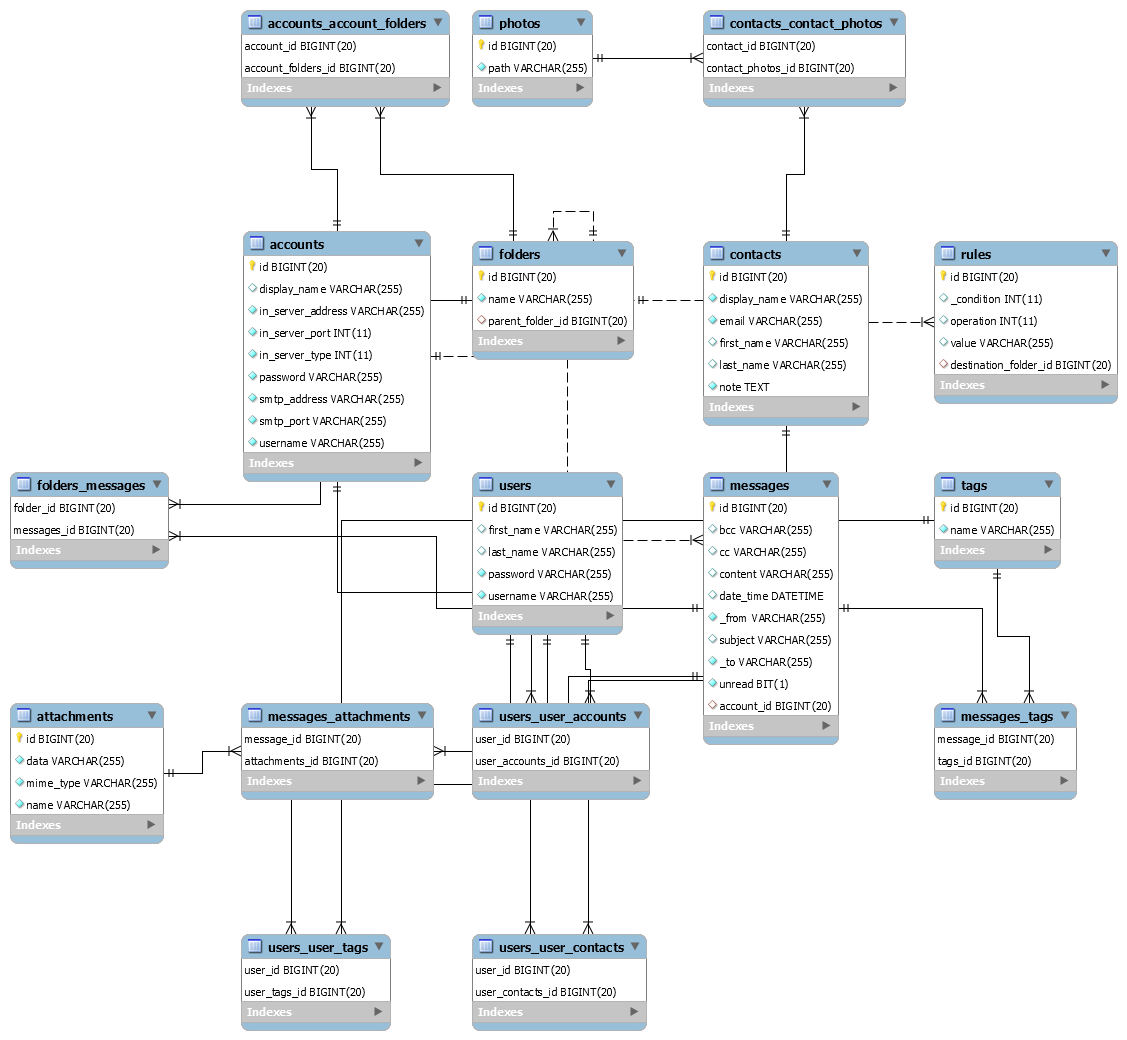 accounts_account_folders
account_id BIGINT(20)
account_folders_id BIGINT(20)
Indexes
photos
id BIGINT(20)
path VARCHAR(255)
Indexes
contacts_contact_photos
contact_id BIGINT(20)
contact_photos_id BIGINT(20)
Indexes
accounts
id BIGINT(20)
display_name VARCHAR(255)
in_server_address VARCHAR(255)
in_server_port INT(11)
in_server_type INT(11)
password VARCHAR(255)
smtp_address VARCHAR(255)
smtp_port VARCHAR(255)
username VARCHAR(255)
Indexes
folders
id BIGINT(20)
name VARCHAR(255)
parent_folder_id BIGINT(20)
Indexes
contacts
id BIGINT(20)
display_name VARCHAR(255)
email VARCHAR(255)
first_name VARCHAR(255)
last_name VARCHAR(255)
note TEXT
Indexes
rules
id BIGINT(20)
_condition INT(11)
operation INT(11)
value VARCHAR(255)
destination_folder_id BIGINT(20)
Indexes
folders_messages
folder_id BIGINT(20)
messages_id BIGINT(20)
Indexes
users
id BIGINT(20)
first_name VARCHAR(255)
last_name VARCHAR(255)
password VARCHAR(255)
username VARCHAR(255)
Indexes
messages
id BIGINT(20)
bcc VARCHAR(255)
cc VARCHAR(255)
content VARCHAR(255)
date_time DATETIME
_from VARCHAR(255)
subject VARCHAR(255)
_to VARCHAR(255)
unread BIT(1)
account_id BIGINT(20)
Indexes
tags
id BIGINT(20)
name VARCHAR(255)
Indexes
attachments
id BIGINT(20)
data VARCHAR(255)
mime_type VARCHAR(255)
name VARCHAR(255)
Indexes
messages_attachments
message_id BIGINT(20)
attachments_id BIGINT(20)
Indexes
users_user_accounts
user_id BIGINT(20)
user_accounts_id BIGINT(20)
Indexes
messages_tags
message_id BIGINT(20)
tags_id BIGINT(20)
Indexes
users_user_tags
user_id BIGINT(20)
user_tags_id BIGINT(20)
Indexes
users_user_contacts
user_id BIGINT(20)
user_contacts_id BIGINT(20)
Indexes